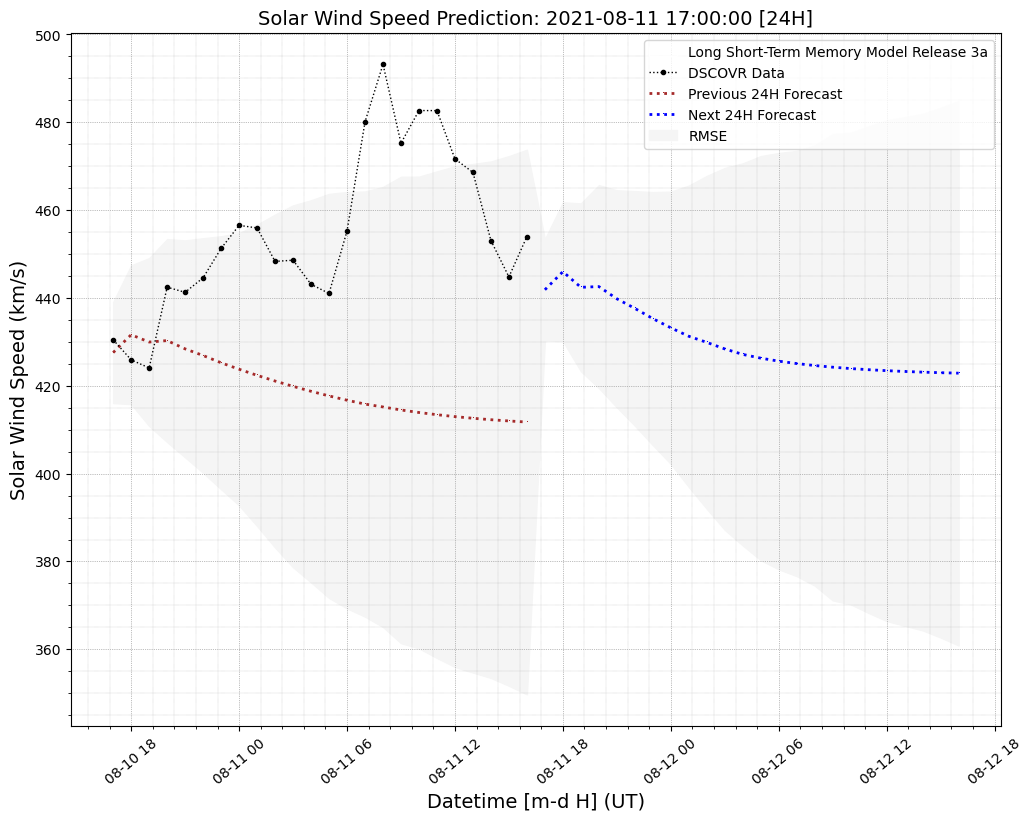 Solar Wind Speed Prediction: 2021-08-11 17:00:00 [24H]
Long Short-Term Memory Model Release 3a
DSCOVR Data
Previous 24H Forecast
Next 24H Forecast
RMSE
Solar Wind Speed (km/s)
500
480
460
440
420
400
380
360
08-10 18
08-11 00
08-11 06
08-11 12
08-11 18
08-12 00
08-12 06
08-12 12
08-12 18
Datetime [m-d H] (UT)